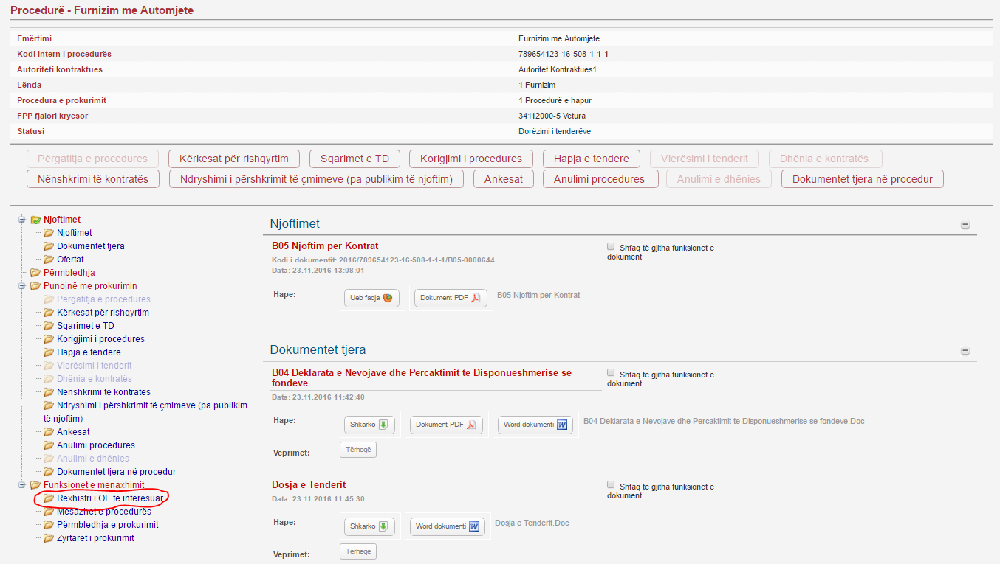 Procedurë - Furnizim me Automjete
Emërtimi Furnizim me Automjete
Kodi intern i procedurës 789654123-16-508-1-1-1
Autoriteti kontraktues Autoritet Kontraktues1
Lënda 1 Furnizim
Procedura e prokurimit 1 Procedurë e hapur
FPP fjalori kryesor 34112000-5 Vetura
Statusi Dorëzimi i tenderëve
Përgatitja e procedures Kërkesat për rishqyrtim Sqarimet e TD Korigjimi i procedures Hapja e tendere Vlerësimi i tenderit Dhënia e kontratës
Nënshkrimi të kontratës Ndryshimi i përshkrimit të çmimeve (pa publikim të njoftim) Ankesat Anulimi procedures Anulimi e dhënies Dokumentet tjera në procedur
Njoftimet
Njoftimet
Dokumentet tjera
Ofertat
Përmbledhja
Punojnë me prokurimin
Përgatitja e procedures
Kërkesat për rishqyrtim
Sqarimet e TD
Korigjimi i procedures
Hapja e tendere
Vlerësimi i tenderit
Dhënia e kontratës
Nënshkrimi të kontratës
Ndryshimi i përshkrimit të çmimeve (pa publikim
të njoftim)
Ankesat
Anulimi procedures
Anulimi e dhënies
Dokumentet tjera në procedur
Funksionet e menaxhimit
Rexhistri i OE të interesuar
Mesazhet e procedurës
Përmbledhja e prokurimit
Zyrtarët i prokurimit
Njoftimet
B05 Njoftim per Kontrat
Shfaq të gjitha funksionet e
dokument
Kodi i dokumentit: 2016/789654123-16-508-1-1-1/B05-0000644
Data: 23.11.2016 13:08:01
Hape: Ueb faqja Dokument PDF B05 Njoftim per Kontrat
Dokumentet tjera
B04 Deklarata e Nevojave dhe Percaktimit te Disponueshmerise se
fondeve
Shfaq të gjitha funksionet e
dokument
Data: 23.11.2016 11:42:40
Hape: Shkarko Dokument PDF Word dokumenti B04 Deklarata e Nevojave dhe Percaktimit te Disponueshmerise se fondeve.Doc
Veprimet: Tërheqë
Dosja e Tenderit
Shfaq të gjitha funksionet e
dokument
Data: 23.11.2016 11:45:30
Hape: Shkarko Word dokumenti Dosja e Tenderit.Doc
Veprimet: Tërheqë